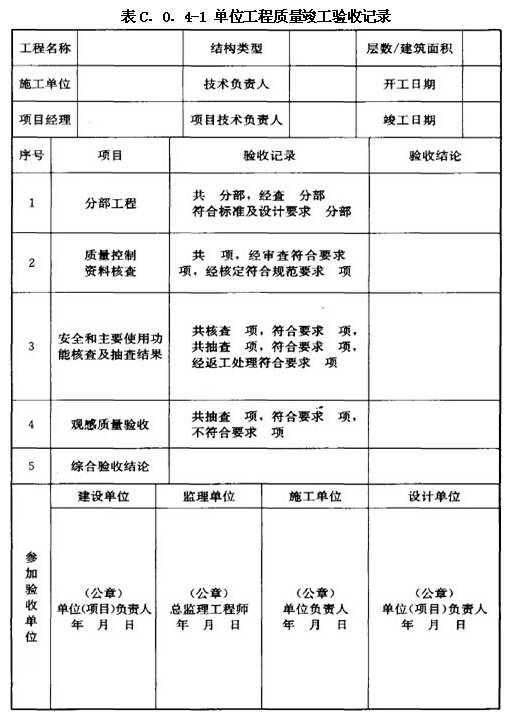 表C. 0. 4-1 单位工程质量竣工验收记录
工程名称 结构类型 层数/建筑面积
施工单位 技术负责人 开工日期
项目经理 项目技术负责人 竣工日期
序号 项目 验收记录 验收结论
1 分部工程 共 分部，经查 分部
符合标准及设计要求 分部
2 质量控制
资料核查 共 项，经审查符合要求
项，经核定符合规范要求 项
3 安全和主要使用功
能核查及抽查结果 共核查 项，符合要求 项，
共抽查 项，符合要求 项，
经返工处理符合要求 项
4 观感质量验收 共抽查 项，符合要求 项，
不符合要求 项
5 综合验收结论
参加验收单位
建设单位 监理单位 施工单位 设计单位
（公章） （公章） （公章） （公章）
单位(项目)负责人 总监理工程师 单位负责人 单位(项目)负责人
年 月 日 年 月 日 年 月 日 年 月 日